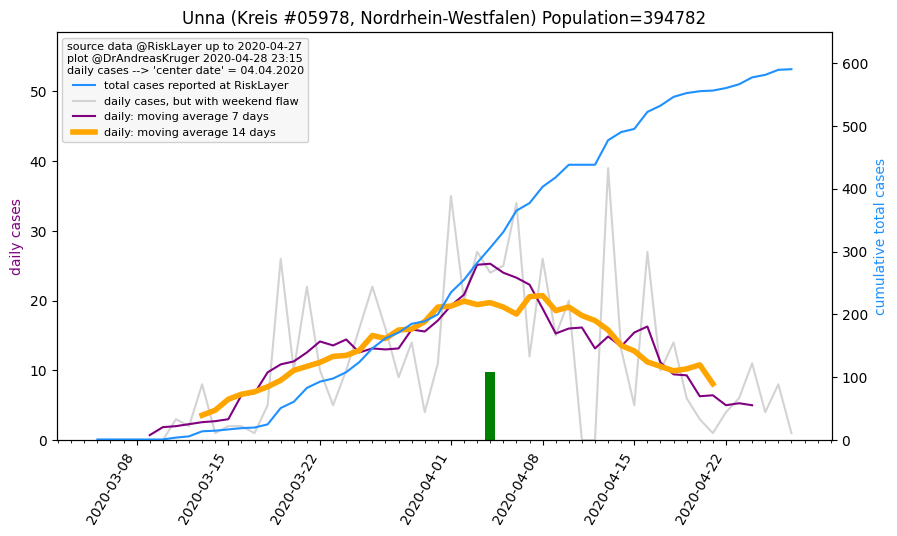 Unna (Kreis #05978, Nordrhein-Westfalen) Population=394782
source data @RiskLayer up to 2020-04-27
plot @DrAndreasKruger 2020-04-28 23:15
daily cases --> 'center date' = 04.04.2020
total cases reported at RiskLayer
daily cases, but with weekend flaw
daily: moving average 7 days
daily: moving average 14 days
daily cases
50
40
30
20
10
0
600
500
400
300
200
100
0
cumulative total cases
2020-03-08
2020-03-15
2020-03-22
2020-04-01
2020-04-08
2020-04-15
2020-04-22